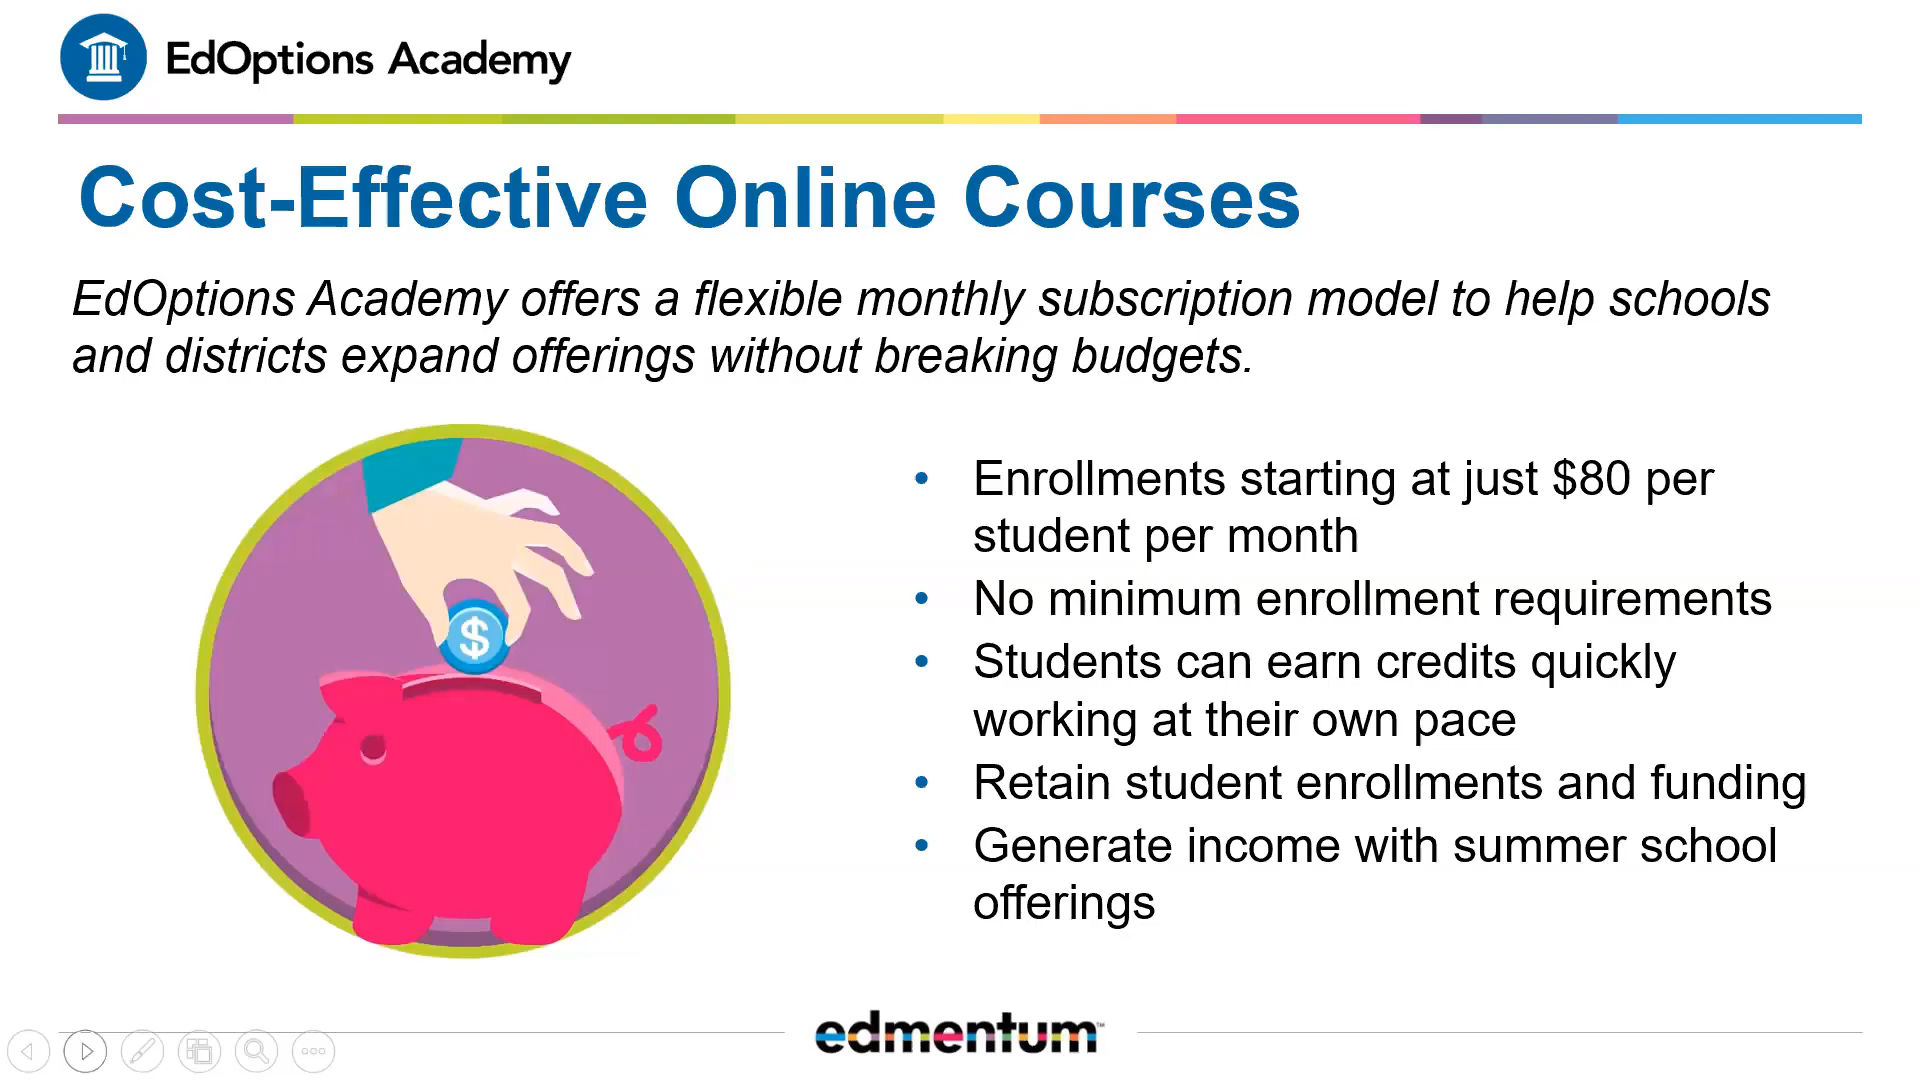 EdOptions Academy
Cost-Effective Online Courses
EdOptions Academy offers a flexible monthly subscription model to help schools
and districts expand offerings without breaking budgets.
$
• Enrollments starting at just $80 per
student per month
• No minimum enrollment requirements
• Students can earn credits quickly
working at their own pace
• Retain student enrollments and funding
• Generate income with summer school
offerings
edmentum™